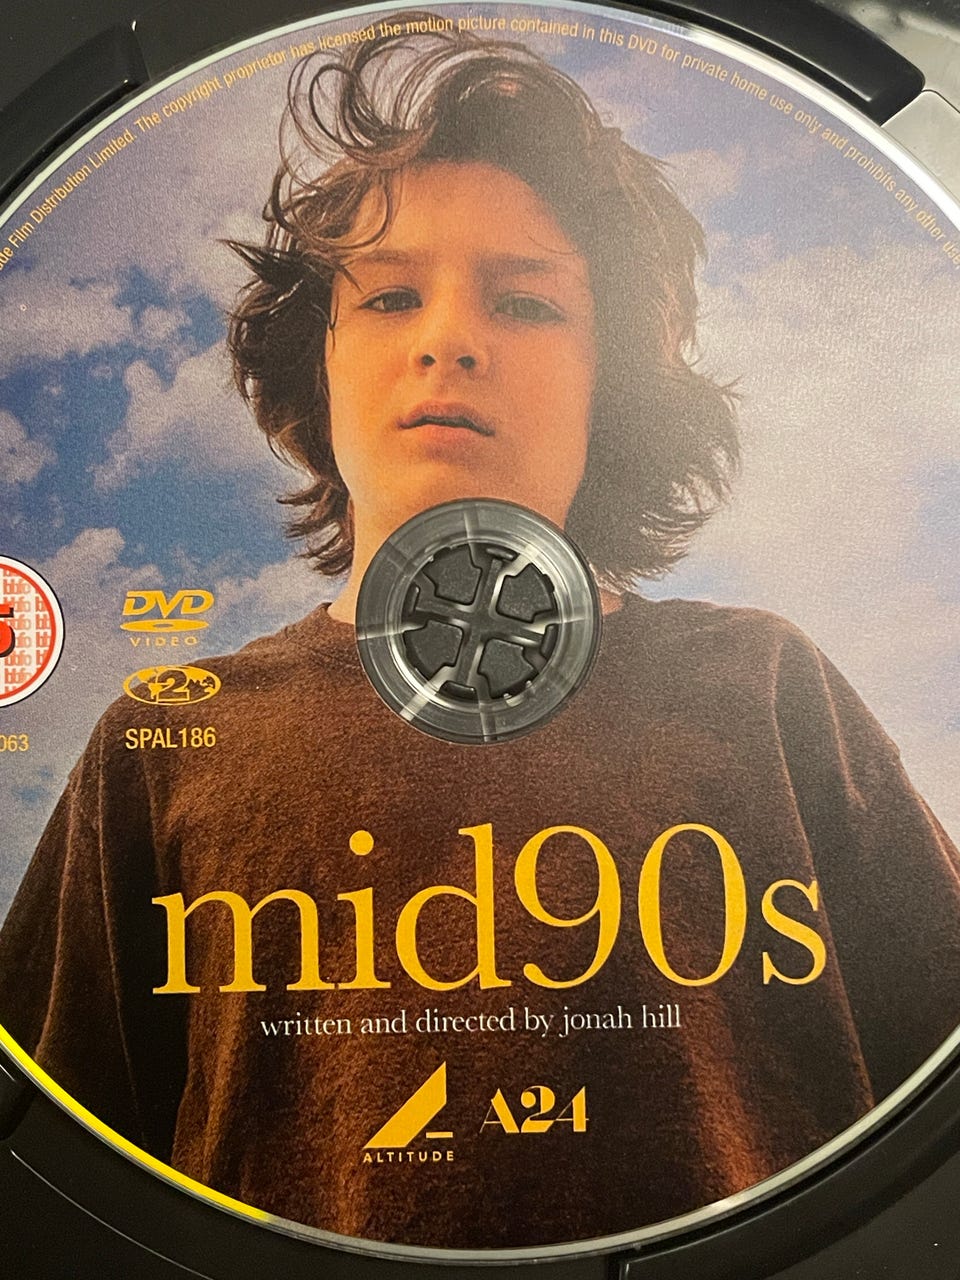 Film Distribution Limited. The copyright proprietor has licensed the motion picture contained in this DVD for private home use only and prohibits any other use
DVD
VIDEO
2
SPAL186
063
mid90s
written and directed by jonah hill
ALTITUDE
A24